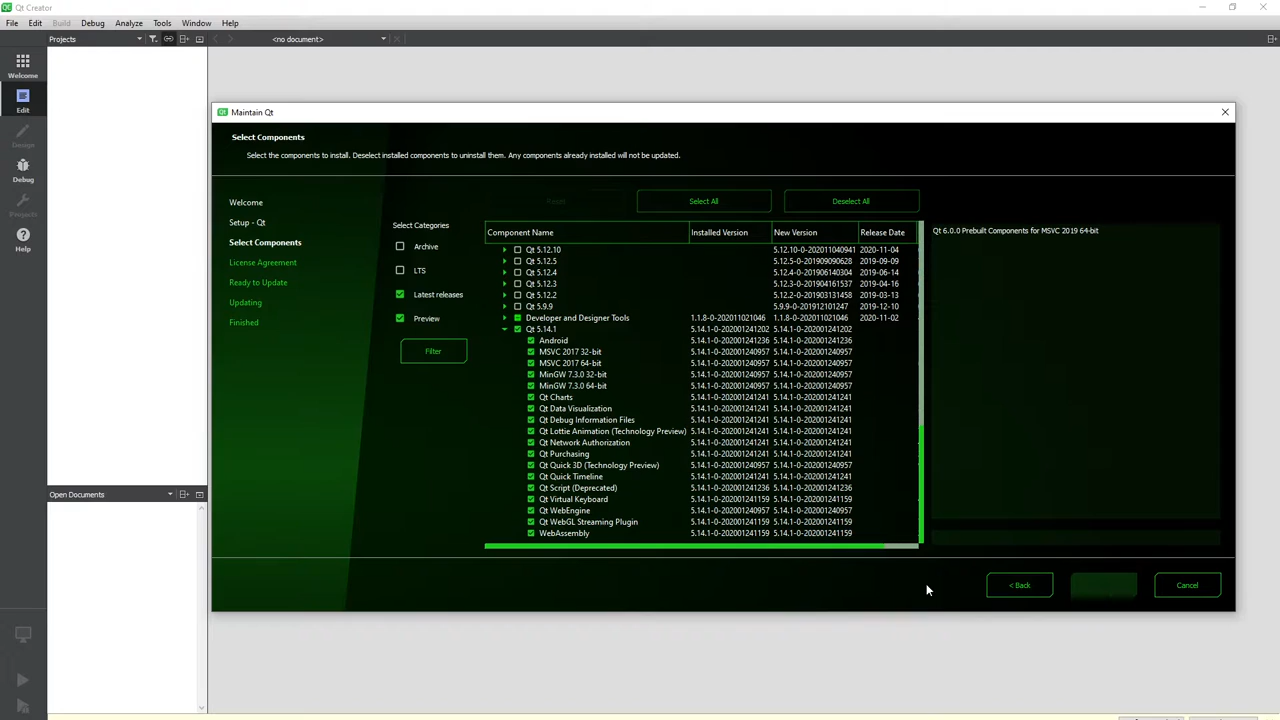 Qt Creator
File Edit Build Debug Analyze Tools Window Help
Projects
<no document>
Welcome
Edit
Design
Debug
Projects
Help
Open Documents
Maintain Qt
Select Components
Select the components to install. Deselect installed components to uninstall them. Any components already installed will not be updated.
Welcome
Setup - Qt
Select Components
License Agreement
Ready to Update
Updating
Finished
Select Categories
Archive
LTS
Latest releases
Preview
Filter
Reset Select All Deselect All
Component Name Installed Version New Version Release Date
Qt 5.12.10 5.12.10-0-202011040941 2020-11-04
Qt 5.12.5 5.12.5-0-201909090628 2019-09-09
Qt 5.12.4 5.12.4-0-201906140304 2019-06-14
Qt 5.12.3 5.12.3-0-201904161537 2019-04-16
Qt 5.12.2 5.12.2-0-201903131458 2019-03-13
Qt 5.9.9 5.9.9-0-201912101247 2019-12-10
Developer and Designer Tools 1.1.8-0-202011021046 1.1.8-0-202011021046 2020-11-02
Qt 5.14.1 5.14.1-0-202001241202 5.14.1-0-202001241202
Android 5.14.1-0-202001241236 5.14.1-0-202001241236
MSVC 2017 32-bit 5.14.1-0-202001240957 5.14.1-0-202001240957
MSVC 2017 64-bit 5.14.1-0-202001240957 5.14.1-0-202001240957
MinGW 7.3.0 32-bit 5.14.1-0-202001240957 5.14.1-0-202001240957
MinGW 7.3.0 64-bit 5.14.1-0-202001240957 5.14.1-0-202001240957
Qt Charts 5.14.1-0-202001241241 5.14.1-0-202001241241
Qt Data Visualization 5.14.1-0-202001241241 5.14.1-0-202001241241
Qt Debug Information Files 5.14.1-0-202001241241 5.14.1-0-202001241241
Qt Lottie Animation (Technology Preview) 5.14.1-0-202001241241 5.14.1-0-202001241241
Qt Network Authorization 5.14.1-0-202001241241 5.14.1-0-202001241241
Qt Purchasing 5.14.1-0-202001241241 5.14.1-0-202001241241
Qt Quick 3D (Technology Preview) 5.14.1-0-202001240957 5.14.1-0-202001240957
Qt Quick Timeline 5.14.1-0-202001241241 5.14.1-0-202001241241
Qt Script (Deprecated) 5.14.1-0-202001241236 5.14.1-0-202001241236
Qt Virtual Keyboard 5.14.1-0-202001241159 5.14.1-0-202001241159
Qt WebEngine 5.14.1-0-202001240957 5.14.1-0-202001240957
Qt WebGL Streaming Plugin 5.14.1-0-202001241159 5.14.1-0-202001241159
WebAssembly 5.14.1-0-202001241159 5.14.1-0-202001241159
Qt 6.0.0 Prebuilt Components for MSVC 2019 64-bit
< Back
Cancel